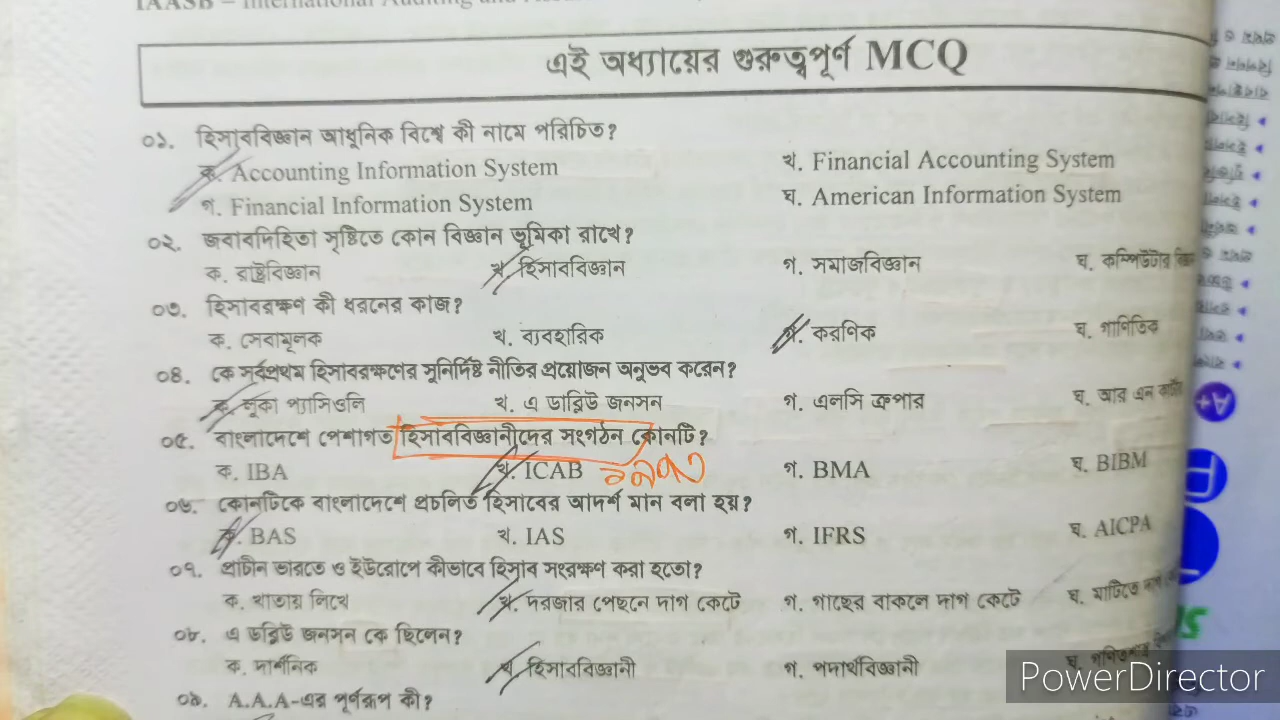 IAASB – International Auditing and
এই অধ্যায়ের গুরুত্বপূর্ণ MCQ
০১. হিসাববিজ্ঞান আধুনিক বিশ্বে কী নামে পরিচিত?
ক. Accounting Information System খ. Financial Accounting System
গ. Financial Information System ঘ. American Information System
০২. জবাবদিহিতা সৃষ্টিতে কোন বিজ্ঞান ভূমিকা রাখে?
ক. রাষ্ট্রবিজ্ঞান খ. হিসাববিজ্ঞান গ. সমাজবিজ্ঞান ঘ. কম্পিউটার
০৩. হিসাবরক্ষণ কী ধরনের কাজ?
ক. সেবামূলক খ. ব্যবহারিক গ. করণিক ঘ. গাণিতিক
০৪. কে সর্বপ্রথম হিসাবরক্ষণের সুনির্দিষ্ট নীতির প্রয়োজন অনুভব করেন?
ক. লুকা প্যাসিওলি খ. এ ডাব্লিউ জনসন গ. এলসি ক্রপার ঘ. আর এন
০৫. বাংলাদেশে পেশাগত হিসাববিজ্ঞানীদের সংগঠন কোনটি?
ক. IBA খ. ICAB গ. BMA ঘ. BIBM
০৬. কোনটিকে বাংলাদেশে প্রচলিত হিসাবের আদর্শ মান বলা হয়?
ক. BAS খ. IAS গ. IFRS ঘ. AICPA
০৭. প্রাচীন ভারতে ও ইউরোপে কীভাবে হিসাব সংরক্ষণ করা হতো?
ক. খাতায় লিখে খ. দরজার পেছনে দাগ কেটে গ. গাছের বাকলে দাগ কেটে ঘ. মাটিতে দাগ
০৮. এ ডব্লিউ জনসন কে ছিলেন?
ক. দার্শনিক খ. হিসাববিজ্ঞানী গ. পদার্থবিজ্ঞানী ঘ.
০৯. A.A.A-এর পূর্ণরূপ কী?
A+
PowerDirector